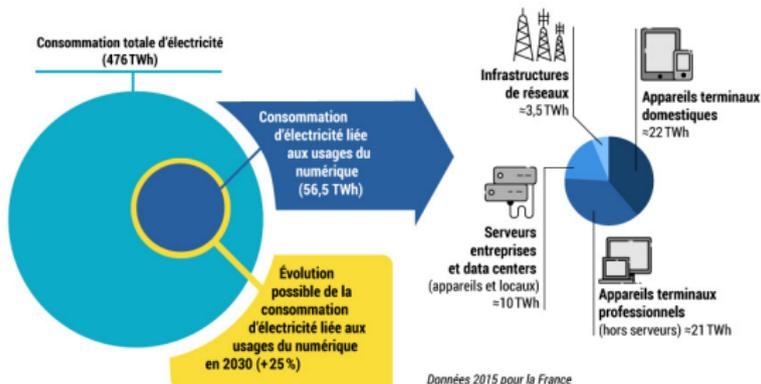 Consommation totale d'électricité
(476 TWh)
Consommation
d'électricité liée
aux usages du
numérique
(56,5 TWh)
Évolution
possible de la
consommation
d'électricité liée aux
usages du numérique
en 2030 (+25 %)
Infrastructures
de réseaux
≈3,5 TWh
Appareils terminaux
domestiques
≈22 TWh
Serveurs
entreprises
et data centers
(appareils et locaux)
≈10 TWh
Appareils terminaux
professionnels
(hors serveurs) ≈21 TWh
Données 2015 pour la France